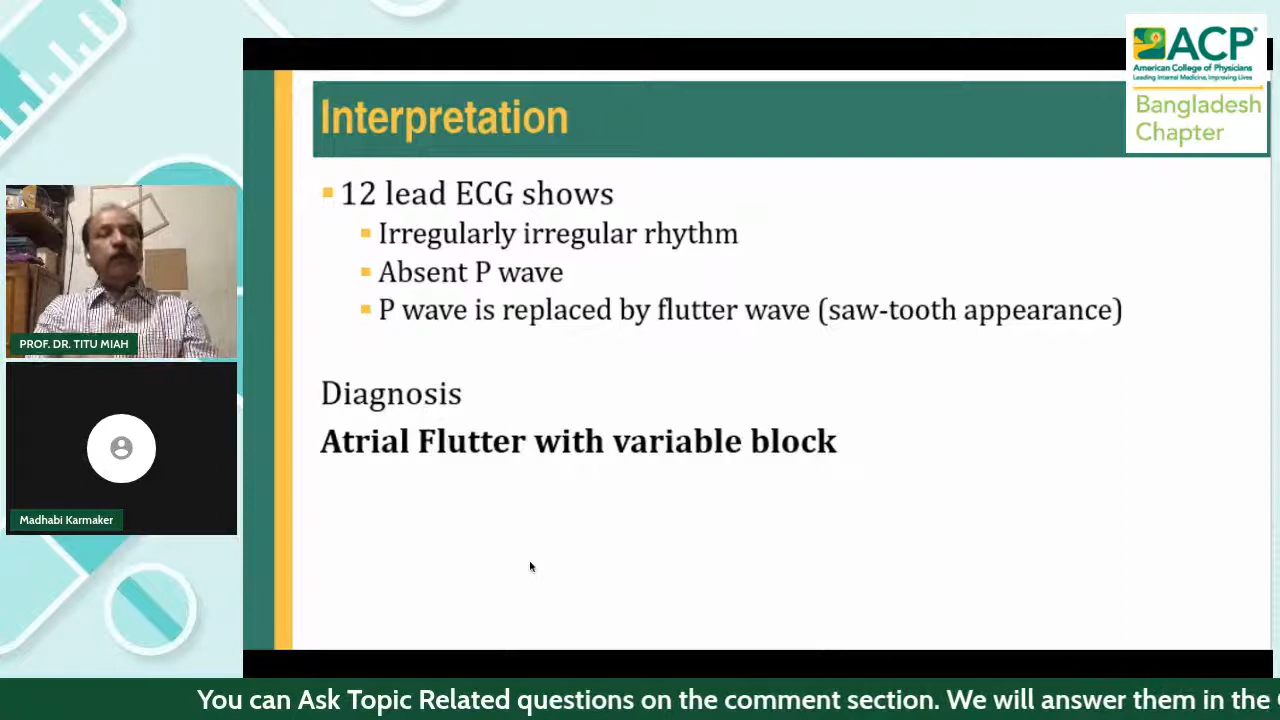 ACP
American College of Physicians
Leading Internal Medicine, Improving Lives
Bangladesh
Chapter
Interpretation
12 lead ECG shows
Irregularly irregular rhythm
Absent P wave
P wave is replaced by flutter wave (saw-tooth appearance)
Diagnosis
Atrial Flutter with variable block
PROF. DR. TITU MIAH
Madhabi Karmaker
You can Ask Topic Related questions on the comment section. We will answer them in the